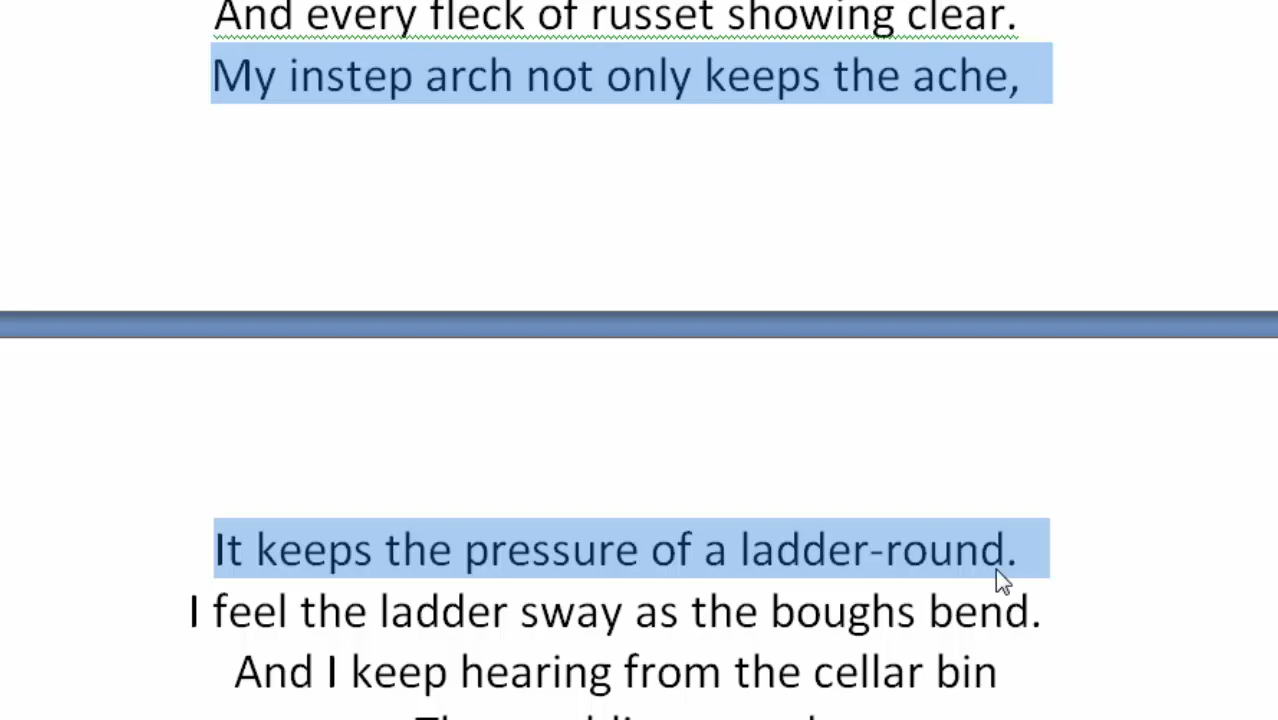 And every fleck of russet showing clear.
My instep arch not only keeps the ache,
It keeps the pressure of a ladder-round.
I feel the ladder sway as the boughs bend.
And I keep hearing from the cellar bin